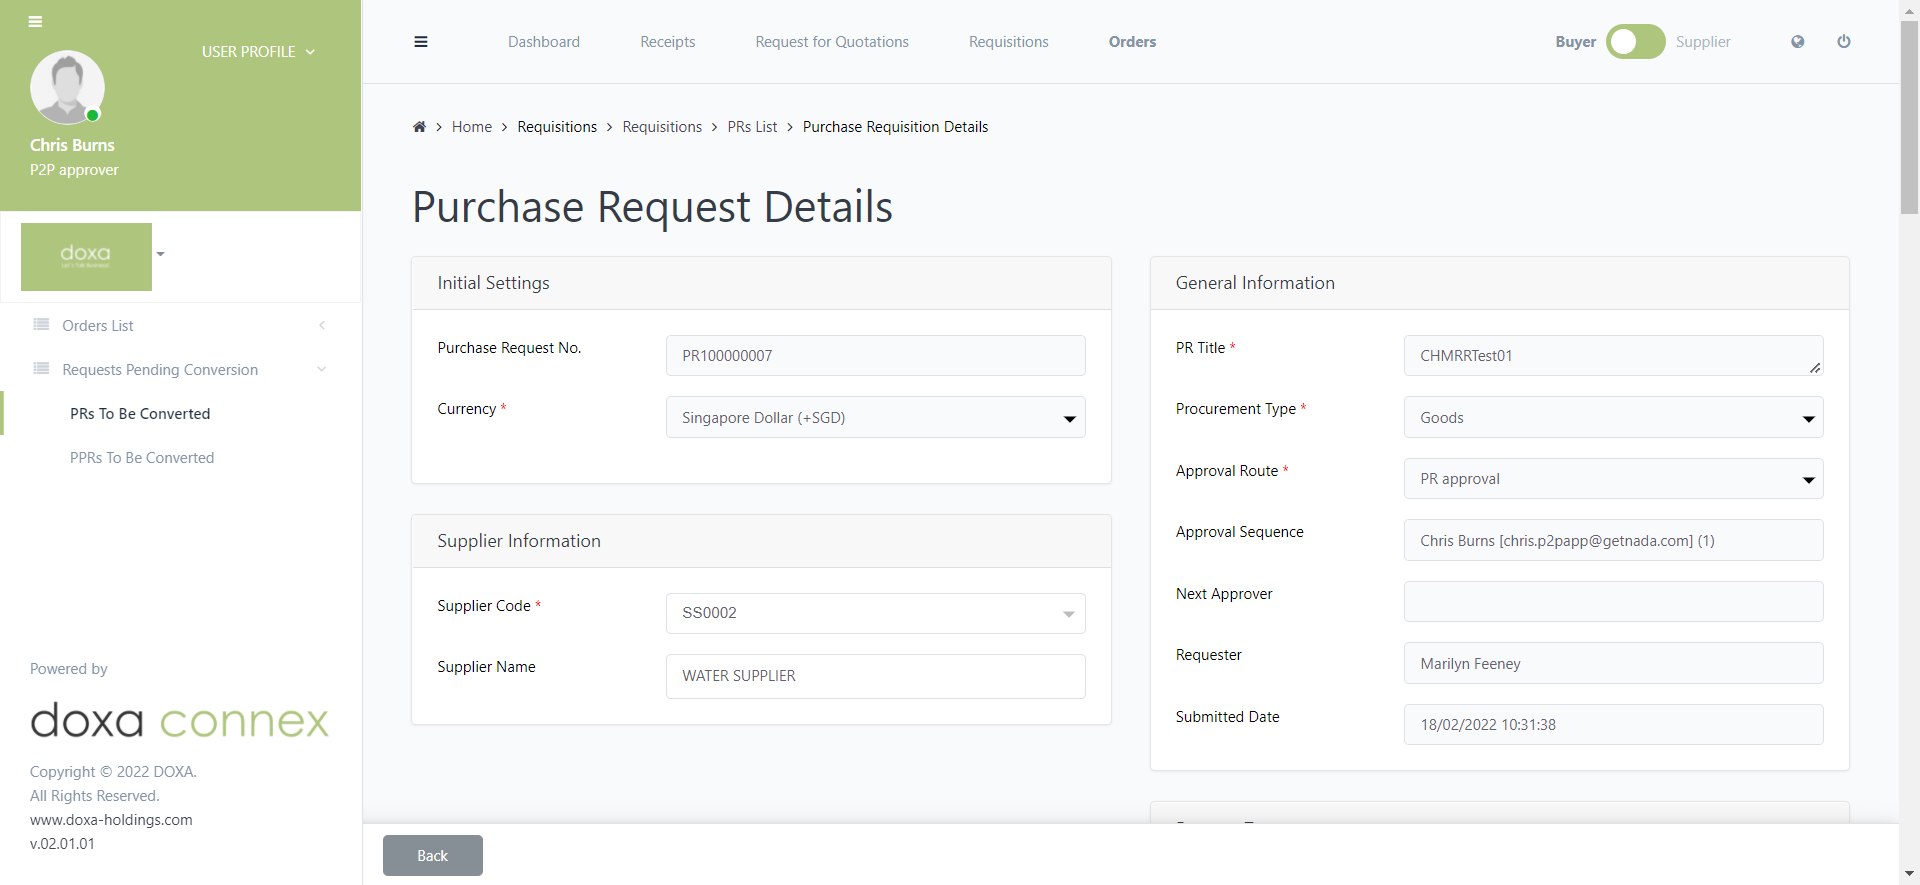 USER PROFILE
Chris Burns
P2P approver
doxa
Let's Talk Business
Orders List
Requests Pending Conversion
PRs To Be Converted
PPRs To Be Converted
Powered by
doxa connex
Copyright © 2022 DOXA.
All Rights Reserved.
www.doxa-holdings.com
v.02.01.01
Dashboard
Receipts
Request for Quotations
Requisitions
Orders
Buyer
Supplier
Home > Requisitions > Requisitions > PRs List > Purchase Requisition Details
Purchase Request Details
Initial Settings
Purchase Request No.
PR100000007
Currency *
Singapore Dollar (+SGD)
Supplier Information
Supplier Code *
SS0002
Supplier Name
WATER SUPPLIER
General Information
PR Title *
CHMRRTest01
Procurement Type *
Goods
Approval Route *
PR approval
Approval Sequence
Chris Burns [chris.p2papp@getnada.com] (1)
Next Approver
Requester
Marilyn Feeney
Submitted Date
18/02/2022 10:31:38
Back